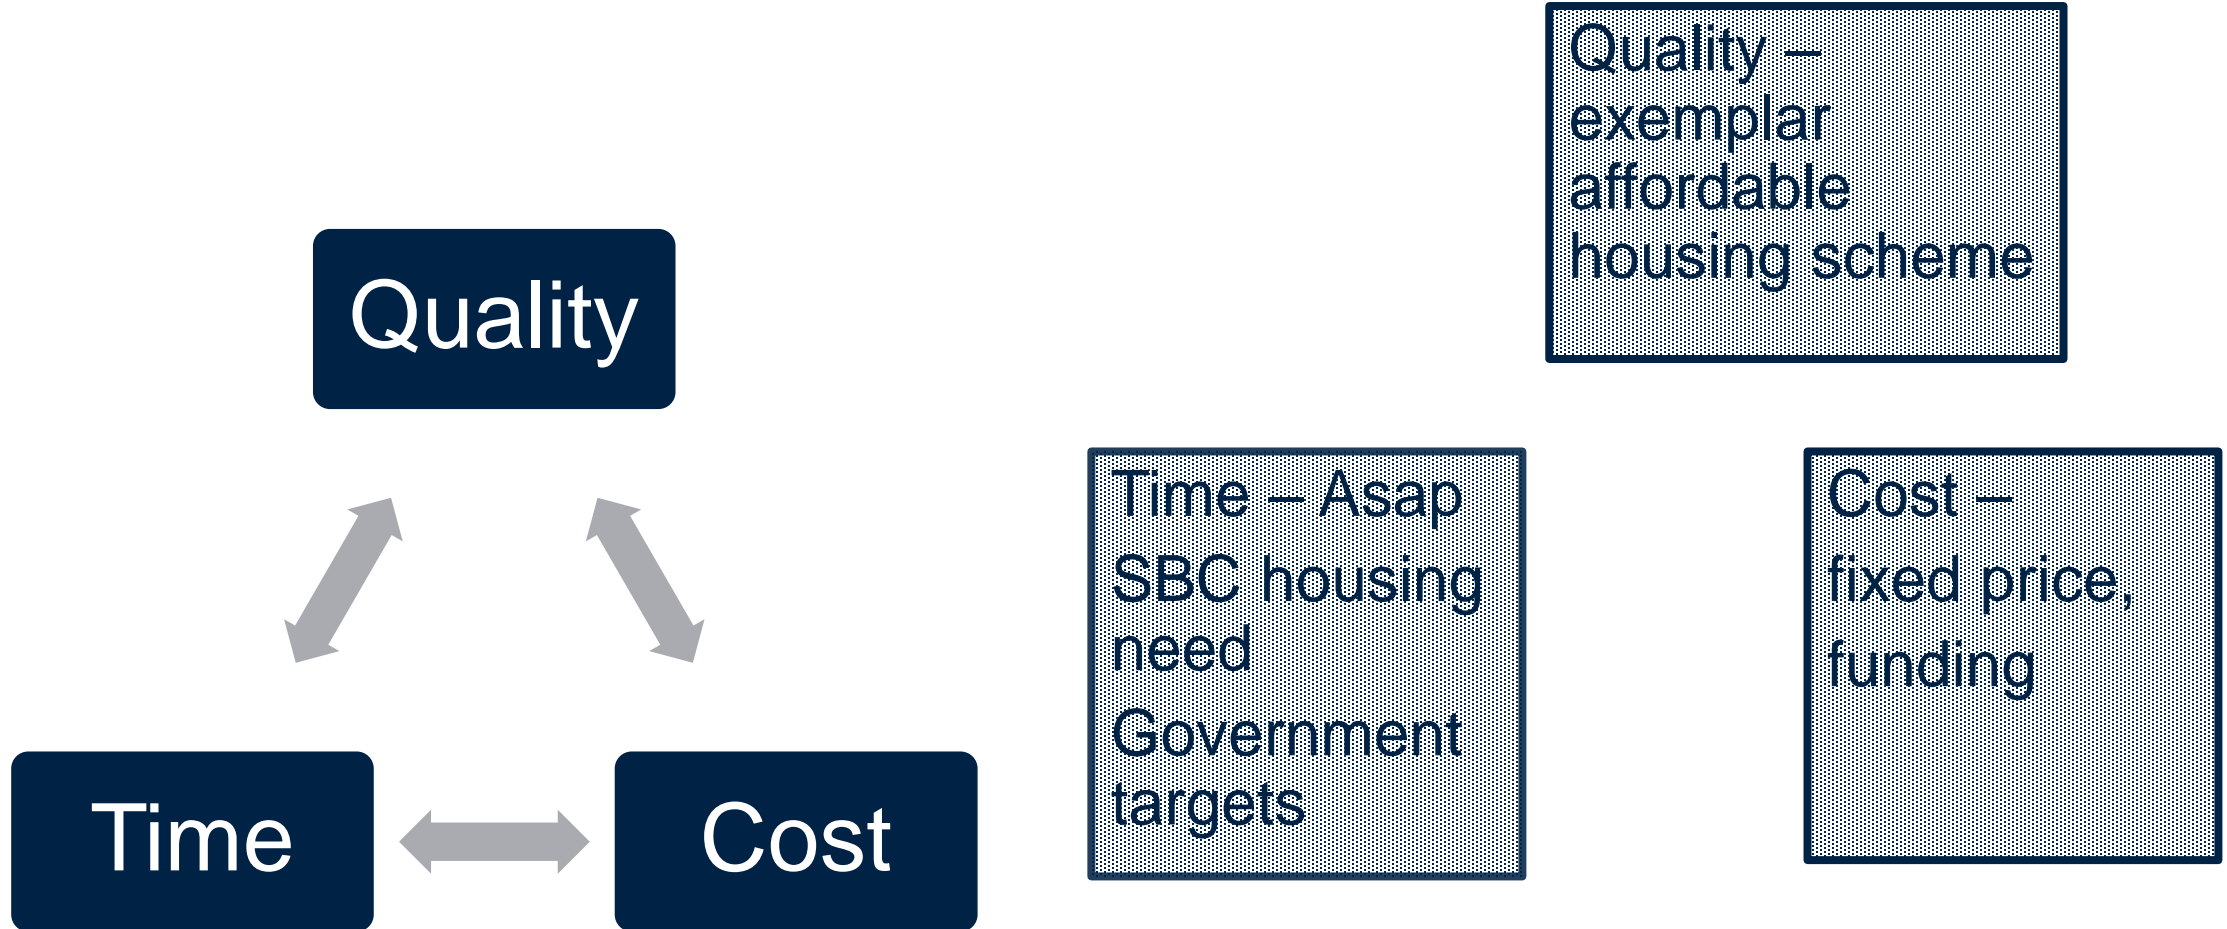 Quality
Time
Cost
Quality –
exemplar
affordable
housing scheme
Time – Asap
SBC housing
need
Government
targets
Cost –
fixed price,
funding